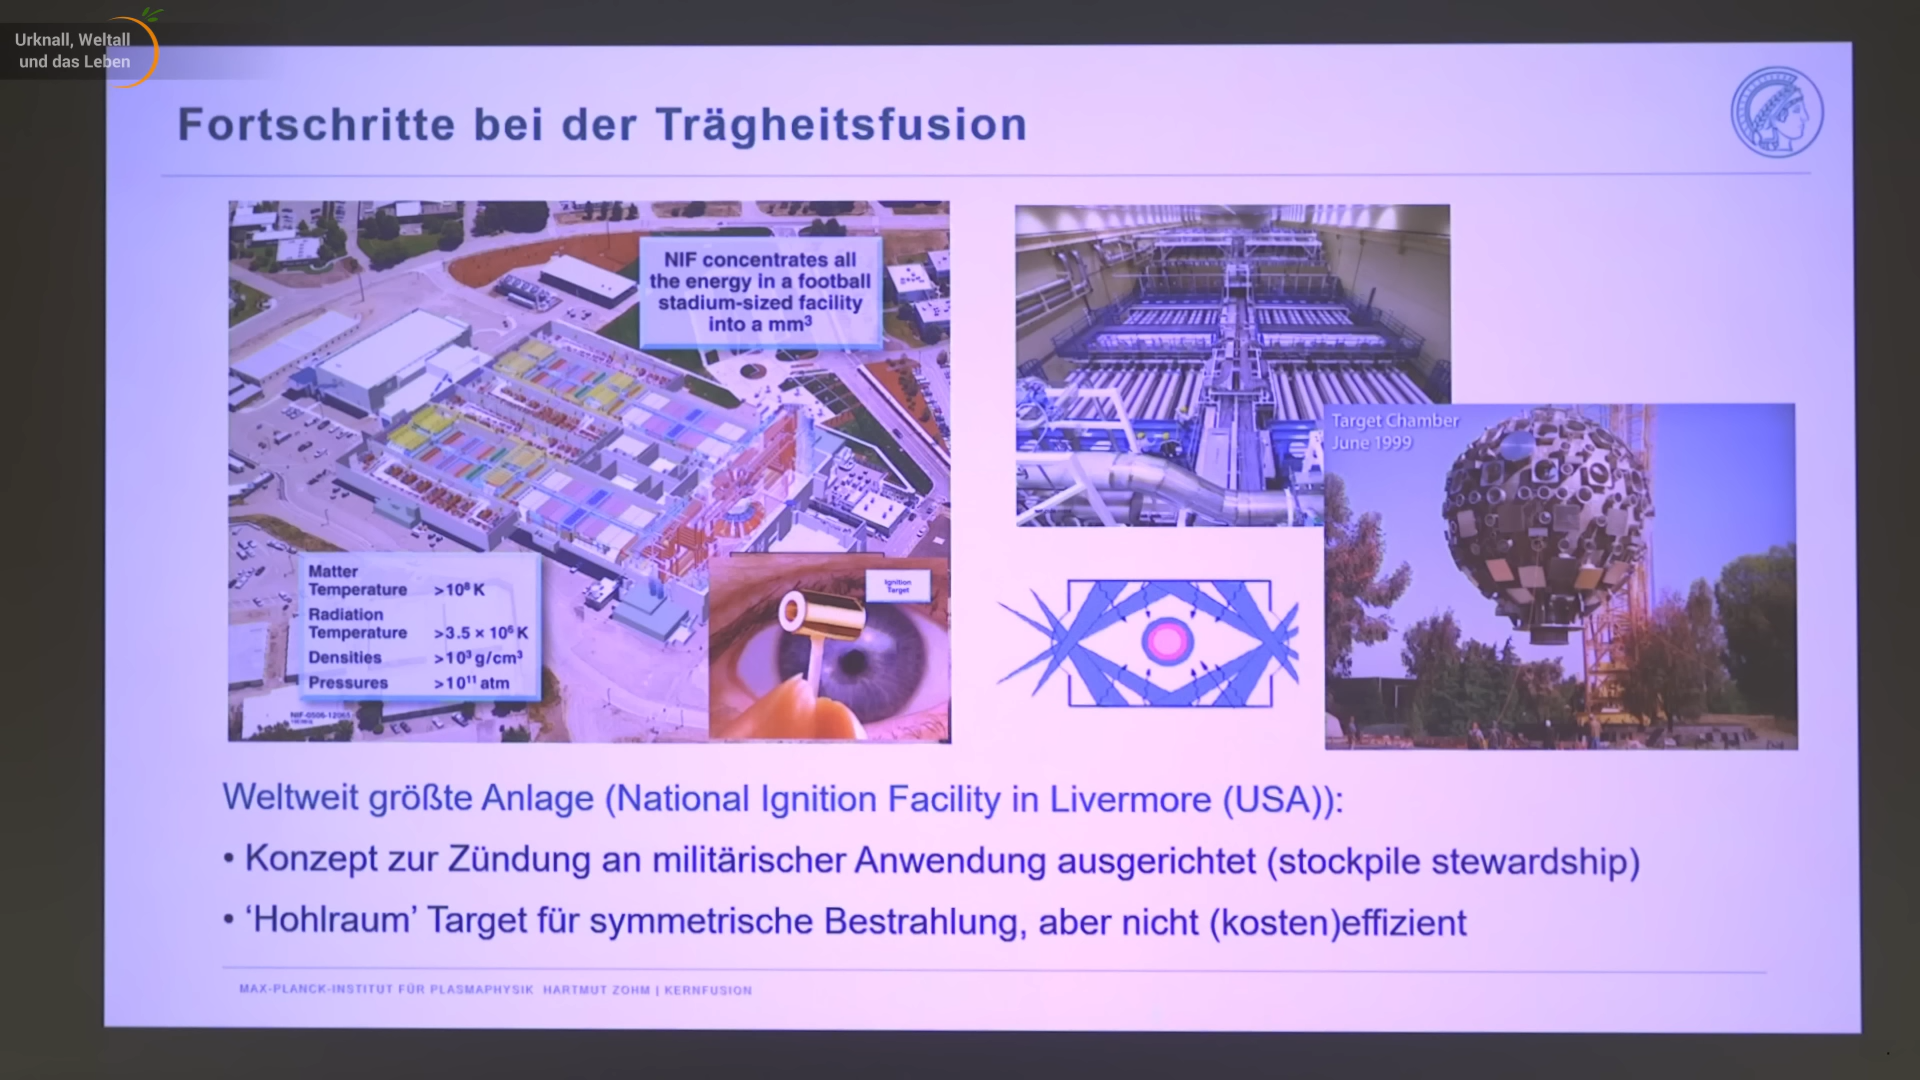 Urknall, Weltall
und das Leben
Fortschritte bei der Trägheitsfusion
NIF concentrates all
the energy in a football
stadium-sized facility
into a mm³
Target Chamber
June 1999
Matter
Temperature >10⁸ K
Radiation
Temperature >3.5 × 10⁶ K
Densities >10³ g/cm³
Pressures >10¹¹ atm
Ignition
Target
Weltweit größte Anlage (National Ignition Facility in Livermore (USA)):
• Konzept zur Zündung an militärischer Anwendung ausgerichtet (stockpile stewardship)
• ‘Hohlraum’ Target für symmetrische Bestrahlung, aber nicht (kosten)effizient
MAX-PLANCK-INSTITUT FÜR PLASMAPHYSIK HARTMUT ZOHM | KERNFUSION